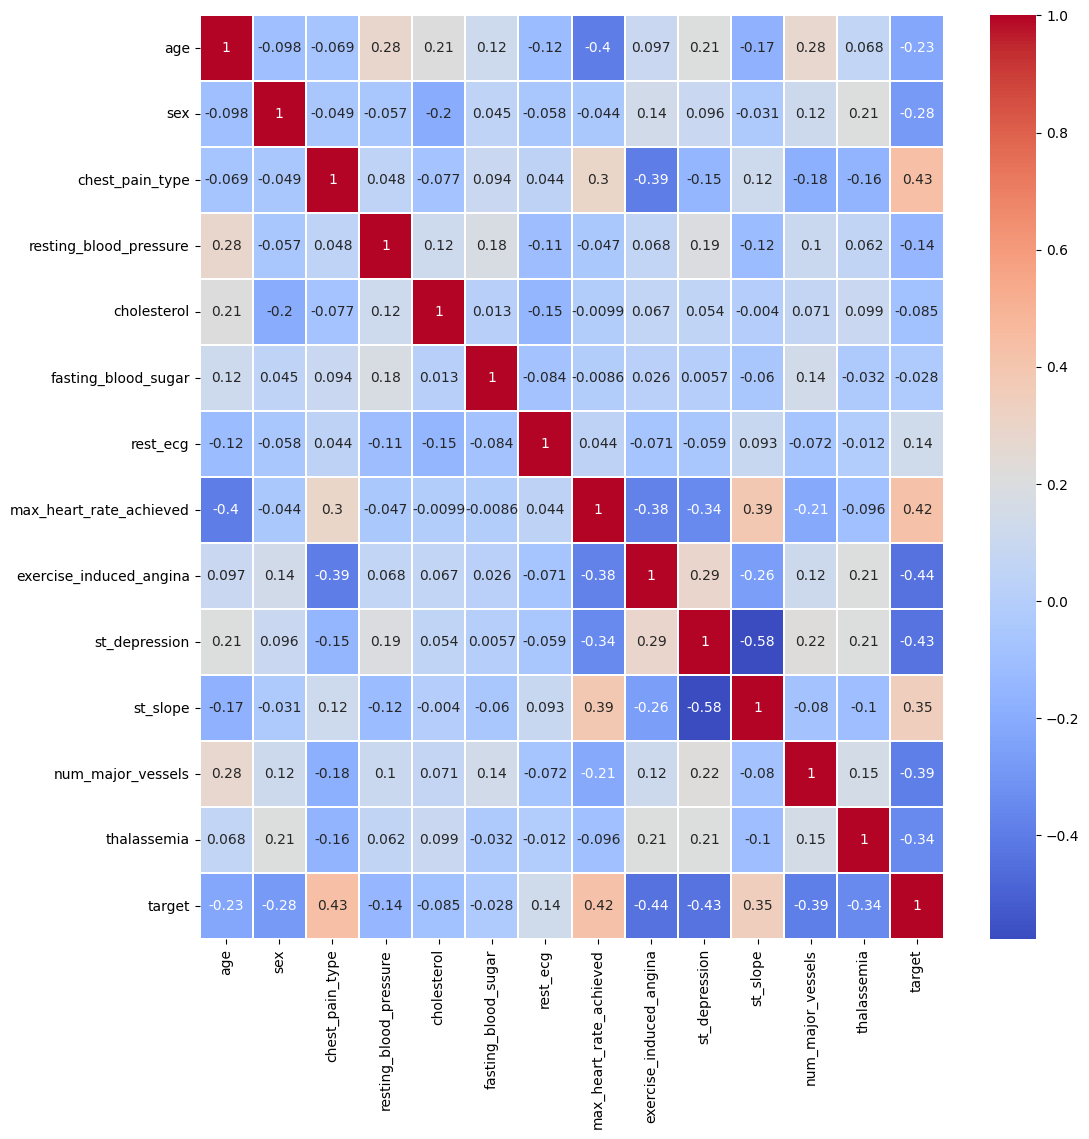 age 1 -0.098 -0.069 0.28 0.21 0.12 -0.12 -0.4 0.097 0.21 -0.17 0.28 0.068 -0.23
sex -0.098 1 -0.049 -0.057 -0.2 0.045 -0.058 -0.044 0.14 0.096 -0.031 0.12 0.21 -0.28
chest_pain_type -0.069 -0.049 1 0.048 -0.077 0.094 0.044 0.3 -0.39 -0.15 0.12 -0.18 -0.16 0.43
resting_blood_pressure 0.28 -0.057 0.048 1 0.12 0.18 -0.11 -0.047 0.068 0.19 -0.12 0.1 0.062 -0.14
cholesterol 0.21 -0.2 -0.077 0.12 1 0.013 -0.15 -0.0099 0.067 0.054 -0.004 0.071 0.099 -0.085
fasting_blood_sugar 0.12 0.045 0.094 0.18 0.013 1 -0.084 -0.0086 0.026 0.0057 -0.06 0.14 -0.032 -0.028
rest_ecg -0.12 -0.058 0.044 -0.11 -0.15 -0.084 1 0.044 -0.071 -0.059 0.093 -0.072 -0.012 0.14
max_heart_rate_achieved -0.4 -0.044 0.3 -0.047 -0.0099 -0.0086 0.044 1 -0.38 -0.34 0.39 -0.21 -0.096 0.42
exercise_induced_angina 0.097 0.14 -0.39 0.068 0.067 0.026 -0.071 -0.38 1 0.29 -0.26 0.12 0.21 -0.44
st_depression 0.21 0.096 -0.15 0.19 0.054 0.0057 -0.059 -0.34 0.29 1 -0.58 0.22 0.21 -0.43
st_slope -0.17 -0.031 0.12 -0.12 -0.004 -0.06 0.093 0.39 -0.26 -0.58 1 -0.08 -0.1 0.35
num_major_vessels 0.28 0.12 -0.18 0.1 0.071 0.14 -0.072 -0.21 0.12 0.22 -0.08 1 0.15 -0.39
thalassemia 0.068 0.21 -0.16 0.062 0.099 -0.032 -0.012 -0.096 0.21 0.21 -0.1 0.15 1 -0.34
target -0.23 -0.28 0.43 -0.14 -0.085 -0.028 0.14 0.42 -0.44 -0.43 0.35 -0.39 -0.34 1
age
sex
chest_pain_type
resting_blood_pressure
cholesterol
fasting_blood_sugar
rest_ecg
max_heart_rate_achieved
exercise_induced_angina
st_depression
st_slope
num_major_vessels
thalassemia
target
1.0
0.8
0.6
0.4
0.2
0.0
−0.2
−0.4